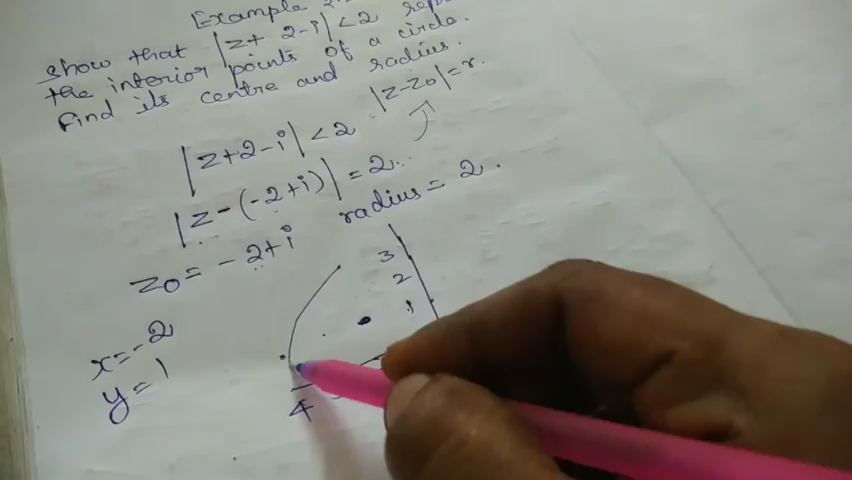 Example
Show that |z+ 2-i| <2
the interior points of a circle.
Find its centre and radius.
|z-z0|=r.
|z+2-i| <2
|z-(-2+i)| =2..
z0= -2+i radius= 2.
3
2
1
x=-2
y=1
4